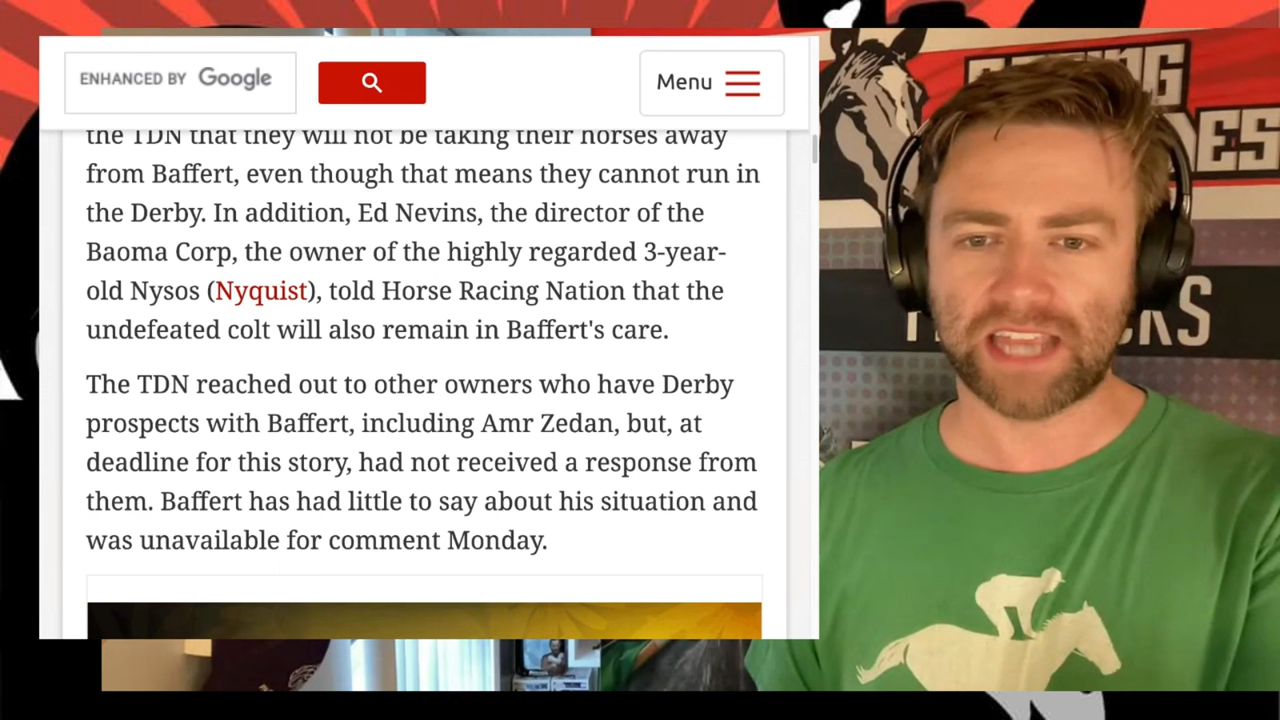 ENHANCED BY Google
Menu
the TDN that they will not be taking their horses away
from Baffert, even though that means they cannot run in
the Derby. In addition, Ed Nevins, the director of the
Baoma Corp, the owner of the highly regarded 3-year-
old Nysos (Nyquist), told Horse Racing Nation that the
undefeated colt will also remain in Baffert's care.
The TDN reached out to other owners who have Derby
prospects with Baffert, including Amr Zedan, but, at
deadline for this story, had not received a response from
them. Baffert has had little to say about his situation and
was unavailable for comment Monday.